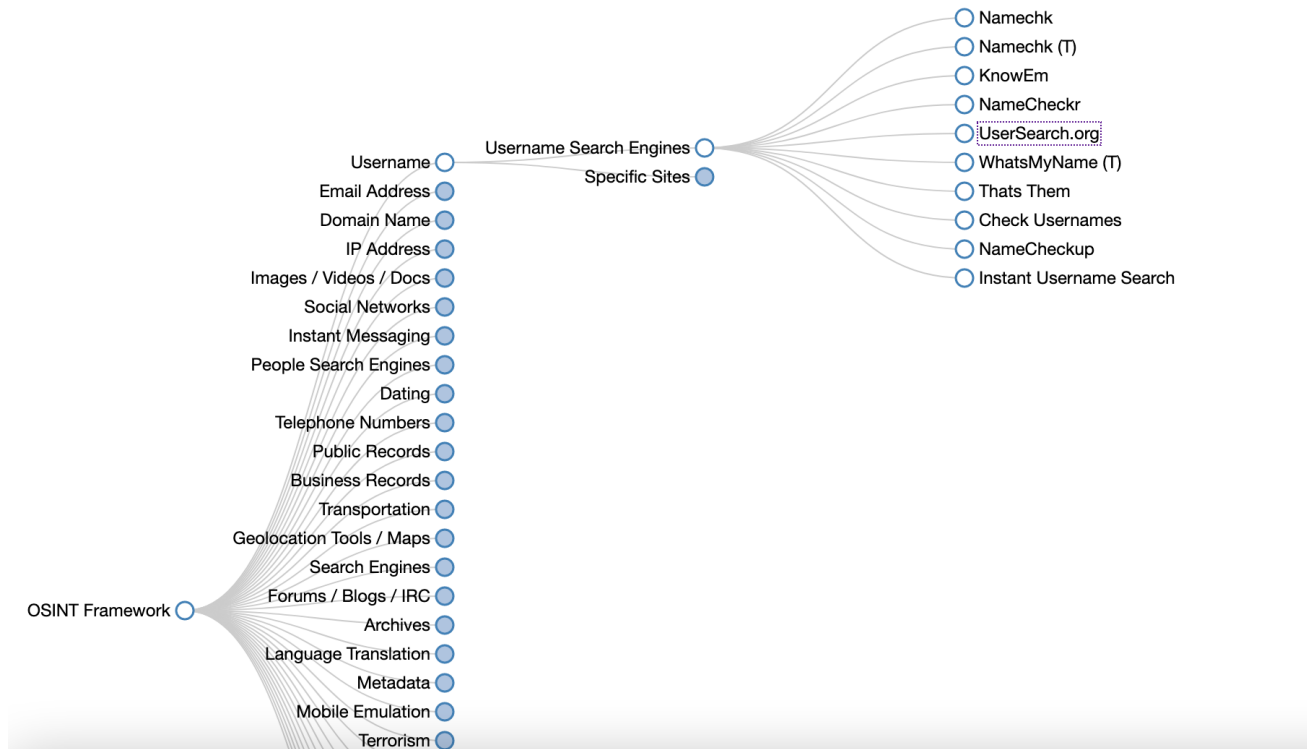 OSINT Framework
Username
Email Address
Domain Name
IP Address
Images / Videos / Docs
Social Networks
Instant Messaging
People Search Engines
Dating
Telephone Numbers
Public Records
Business Records
Transportation
Geolocation Tools / Maps
Search Engines
Forums / Blogs / IRC
Archives
Language Translation
Metadata
Mobile Emulation
Terrorism
Username Search Engines
Specific Sites
Namechk
Namechk (T)
KnowEm
NameCheckr
UserSearch.org
WhatsMyName (T)
Thats Them
Check Usernames
NameCheckup
Instant Username Search